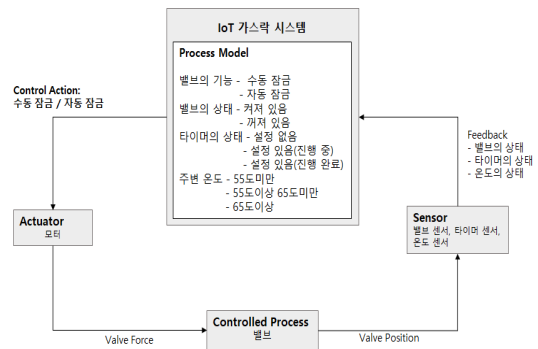 IoT 가스락 시스템
Process Model
밸브의 기능 - 수동 잠금
- 자동 잠금
밸브의 상태 - 켜져 있음
- 꺼져 있음
타이머의 상태 - 설정 없음
- 설정 있음(진행 중)
- 설정 있음(진행 완료)
주변 온도 - 55도미만
- 55도이상 65도미만
- 65도이상
Control Action:
수동 잠금 / 자동 잠금
Feedback
- 밸브의 상태
- 타이머의 상태
- 온도의 상태
Actuator
모터
Sensor
밸브 센서, 타이머 센서,
온도 센서
Controlled Process
밸브
Valve Force
Valve Position